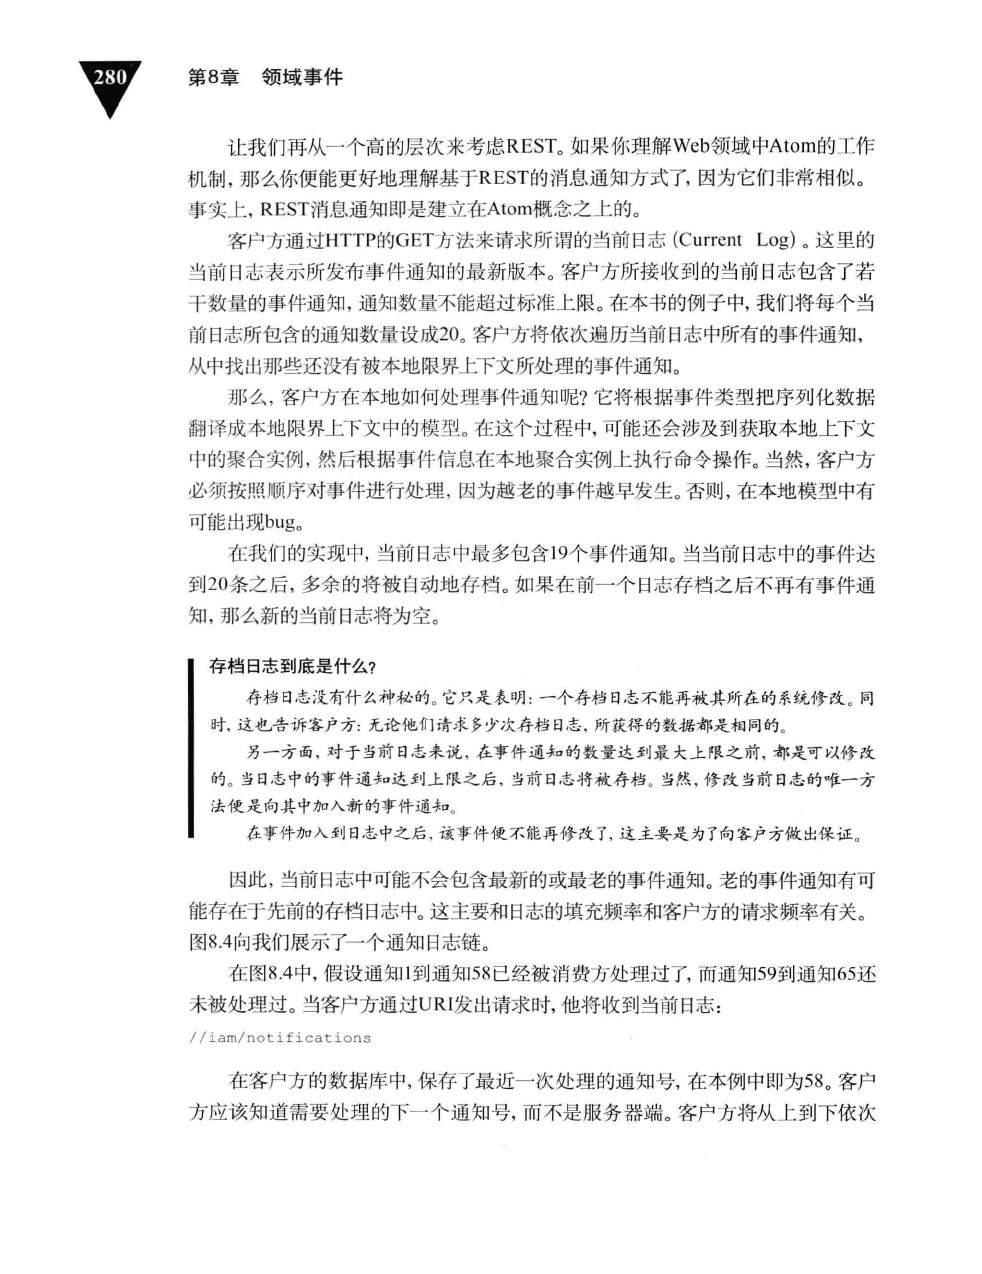 280
第8章 领域事件
让我们再从一个高的层次来考虑REST。如果你理解Web领域中Atom的工作
机制，那么你便能更好地理解基于REST的消息通知方式了，因为它们非常相似。
事实上，REST消息通知即是建立在Atom概念之上的。
客户方通过HTTP的GET方法来请求所谓的当前日志（Current Log）。这里的
当前日志表示所发布事件通知的最新版本。客户方所接收到的当前日志包含了若
干数量的事件通知，通知数量不能超过标准上限。在本书的例子中，我们将每个当
前日志所包含的通知数量设成20。客户方将依次遍历当前日志中所有的事件通知，
从中找出那些还没有被本地限界上下文所处理的事件通知。
那么，客户方在本地如何处理事件通知呢？它将根据事件类型把序列化数据
翻译成本地限界上下文中的模型。在这个过程中，可能还会涉及到获取本地上下文
中的聚合实例，然后根据事件信息在本地聚合实例上执行命令操作。当然，客户方
必须按照顺序对事件进行处理，因为越老的事件越早发生。否则，在本地模型中有
可能出现bug。
在我们的实现中，当前日志中最多包含19个事件通知。当当前日志中的事件达
到20条之后，多余的将被自动地存档。如果在前一个日志存档之后不再有事件通
知，那么新的当前日志将为空。
存档日志到底是什么？
存档日志没有什么神秘的。它只是表明：一个存档日志不能再被其所在的系统修改。同
时，这也告诉客户方：无论他们请求多少次存档日志，所获得的数据都是相同的。
另一方面，对于当前日志来说，在事件通知的数量达到最大上限之前，都是可以修改
的。当日志中的事件通知达到上限之后，当前日志将被存档。当然，修改当前日志的唯一方
法便是向其中加入新的事件通知。
在事件加入到日志中之后，该事件便不能再修改了，这主要是为了向客户方做出保证。
因此，当前日志中可能不会包含最新的或最老的事件通知。老的事件通知有可
能存在于先前的存档日志中。这主要和日志的填充频率和客户方的请求频率有关。
图8.4向我们展示了一个通知日志链。
在图8.4中，假设通知1到通知58已经被消费方处理过了，而通知59到通知65还
未被处理过。当客户方通过URI发出请求时，他将收到当前日志：
//iam/notifications
在客户方的数据库中，保存了最近一次处理的通知号，在本例中即为58。客户
方应该知道需要处理的下一个通知号，而不是服务器端。客户方将从上到下依次